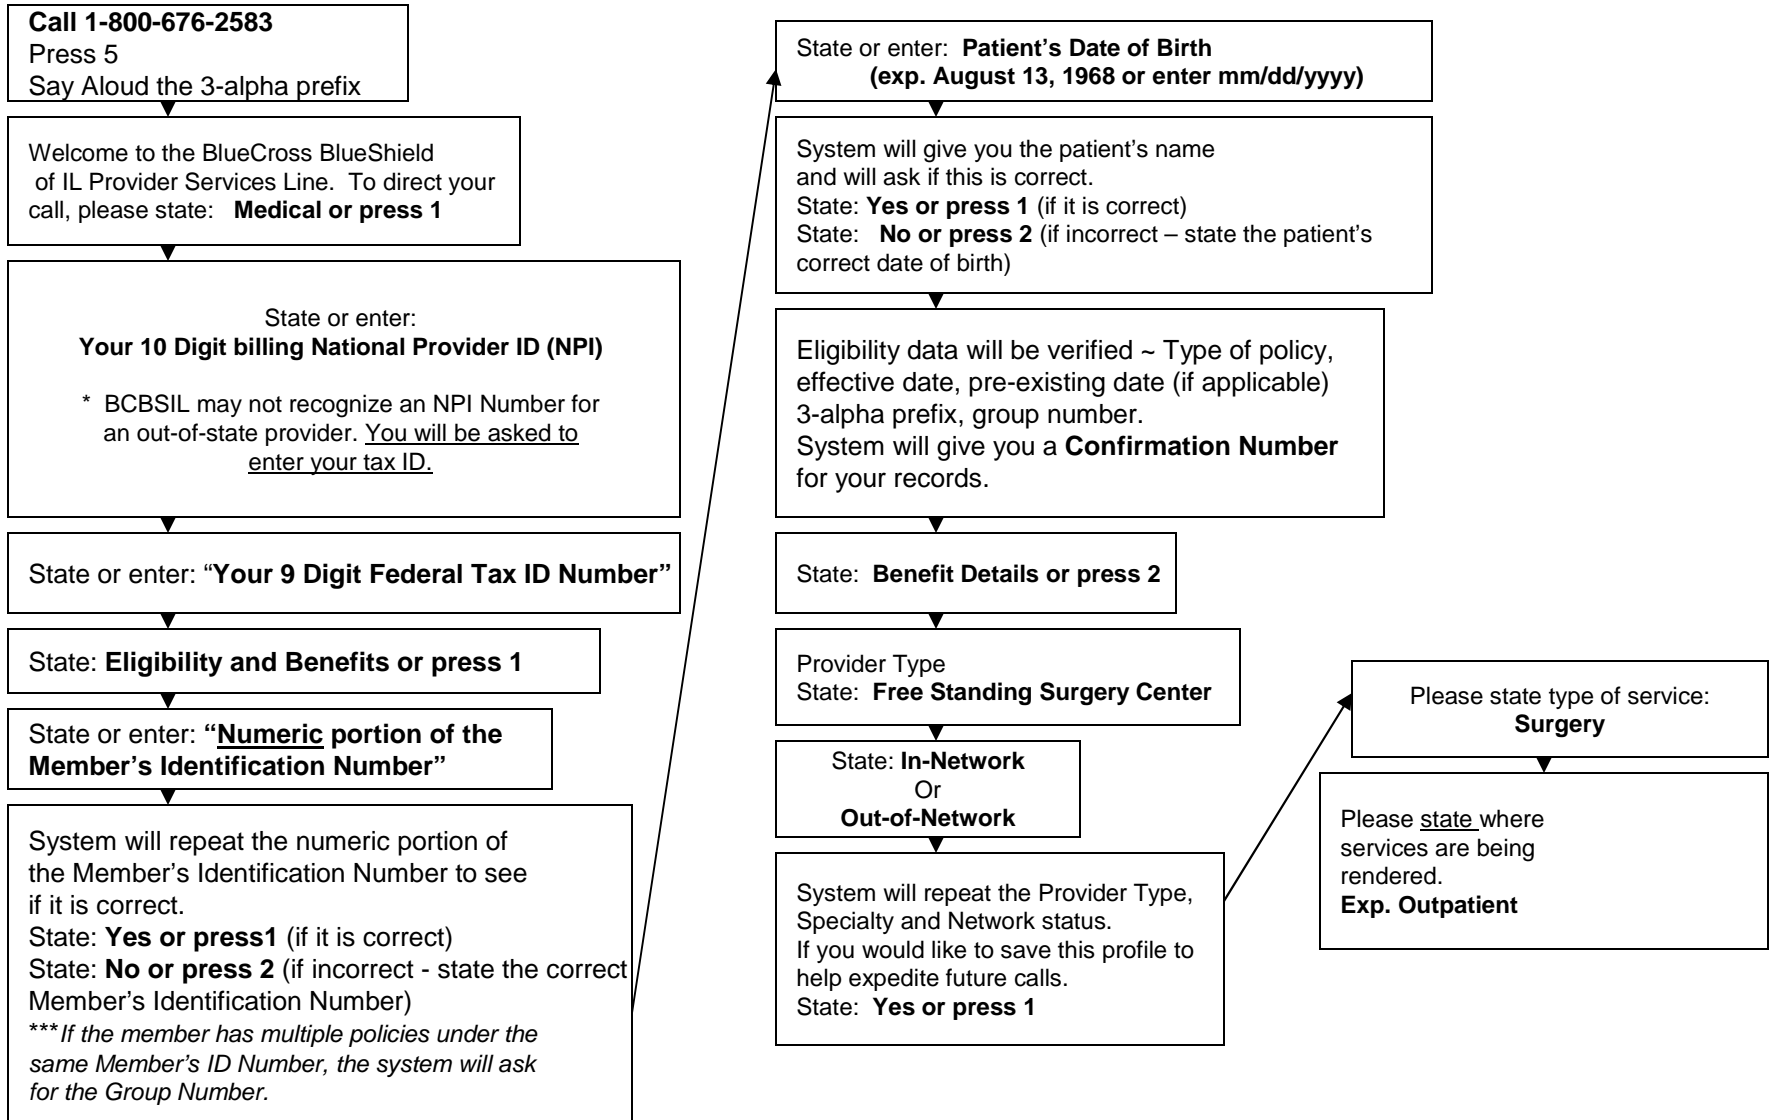 Call 1-800-676-2583
Press 5
Say Aloud the 3-alpha prefix
Welcome to the BlueCross BlueShield
of IL Provider Services Line. To direct your
call, please state: Medical or press 1
State or enter:
Your 10 Digit billing National Provider ID (NPI)
* BCBSIL may not recognize an NPI Number for
an out-of-state provider. You will be asked to
enter your tax ID.
State or enter: “Your 9 Digit Federal Tax ID Number”
State: Eligibility and Benefits or press 1
State or enter: “Numeric portion of the
Member’s Identification Number”
System will repeat the numeric portion of
the Member’s Identification Number to see
if it is correct.
State: Yes or press1 (if it is correct)
State: No or press 2 (if incorrect - state the correct
Member’s Identification Number)
***If the member has multiple policies under the
same Member’s ID Number, the system will ask
for the Group Number.
State or enter: Patient’s Date of Birth
(exp. August 13, 1968 or enter mm/dd/yyyy)
System will give you the patient’s name
and will ask if this is correct.
State: Yes or press 1 (if it is correct)
State: No or press 2 (if incorrect – state the patient’s
correct date of birth)
Eligibility data will be verified ~ Type of policy,
effective date, pre-existing date (if applicable)
3-alpha prefix, group number.
System will give you a Confirmation Number
for your records.
State: Benefit Details or press 2
Provider Type
State: Free Standing Surgery Center
State: In-Network
Or
Out-of-Network
System will repeat the Provider Type,
Specialty and Network status.
If you would like to save this profile to
help expedite future calls.
State: Yes or press 1
Please state type of service:
Surgery
Please state where
services are being
rendered.
Exp. Outpatient